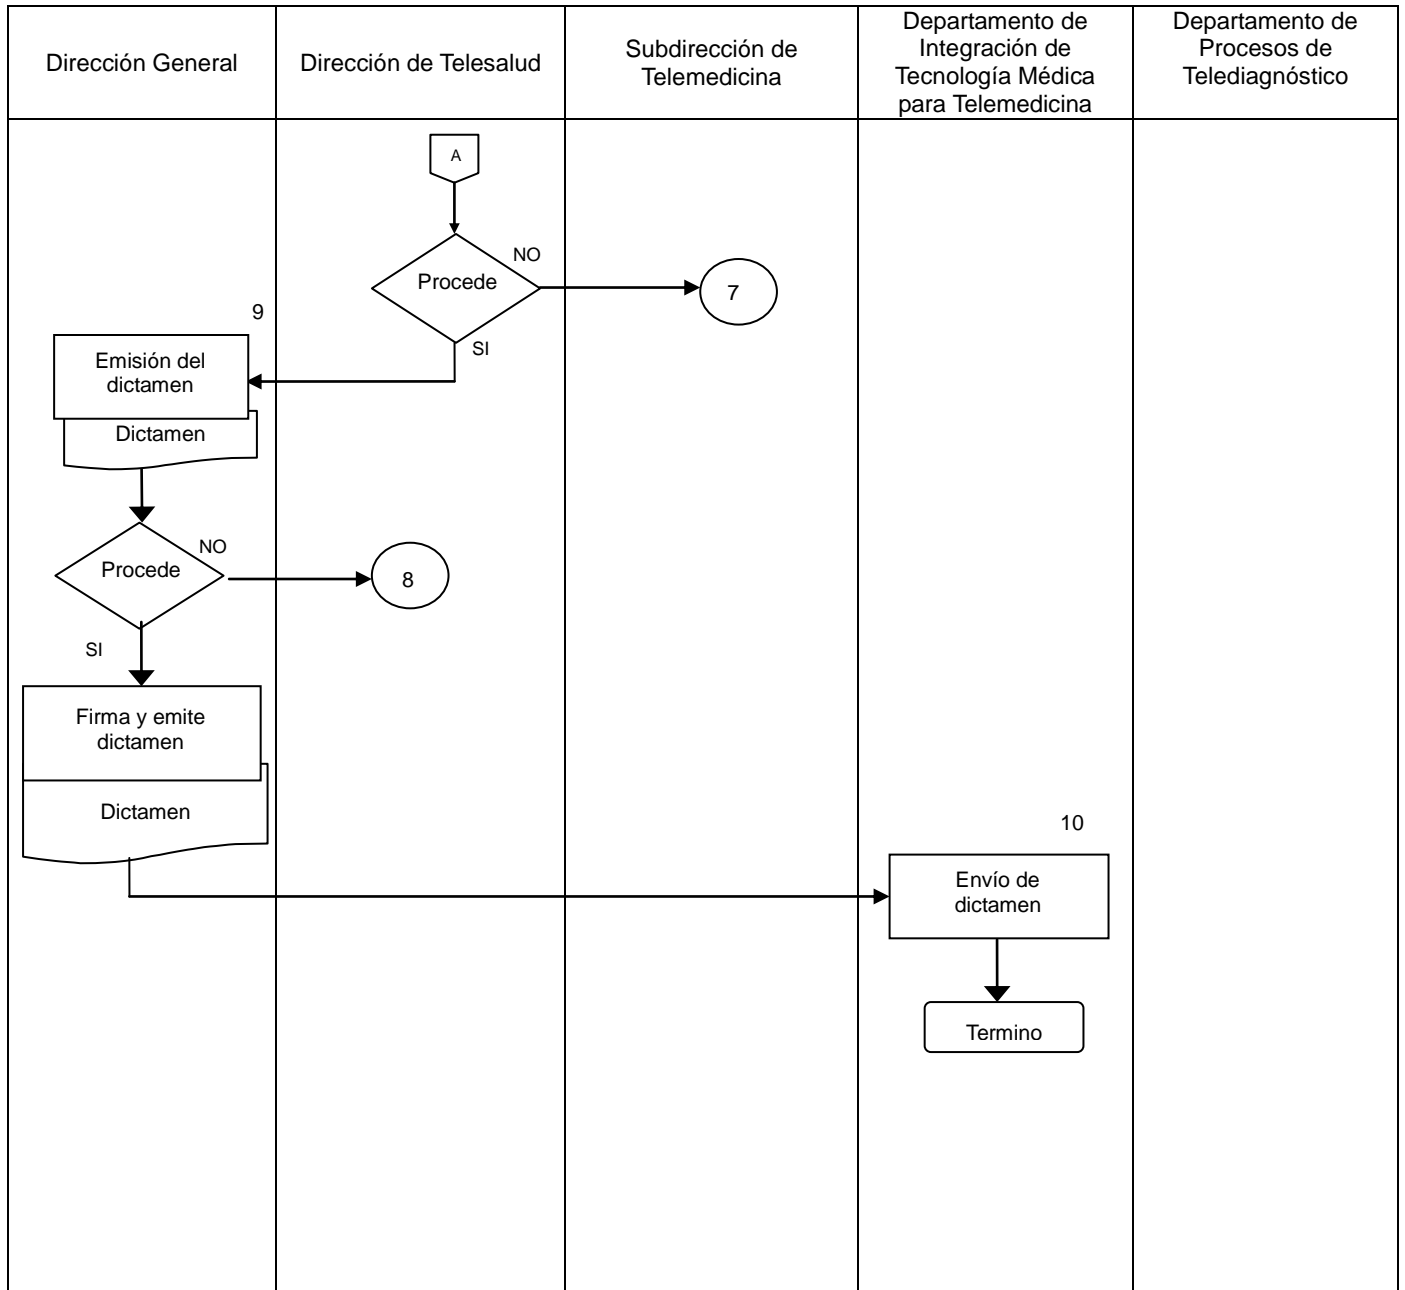 Dirección General
Dirección de Telesalud
Subdirección de
Telemedicina
Departamento de
Integración de
Tecnología Médica
para Telemedicina
Departamento de
Procesos de
Telediagnóstico
A
Procede
NO
7
SI
9
Emisión del
dictamen
Dictamen
Procede
NO
8
SI
Firma y emite
dictamen
Dictamen
10
Envío de
dictamen
Termino